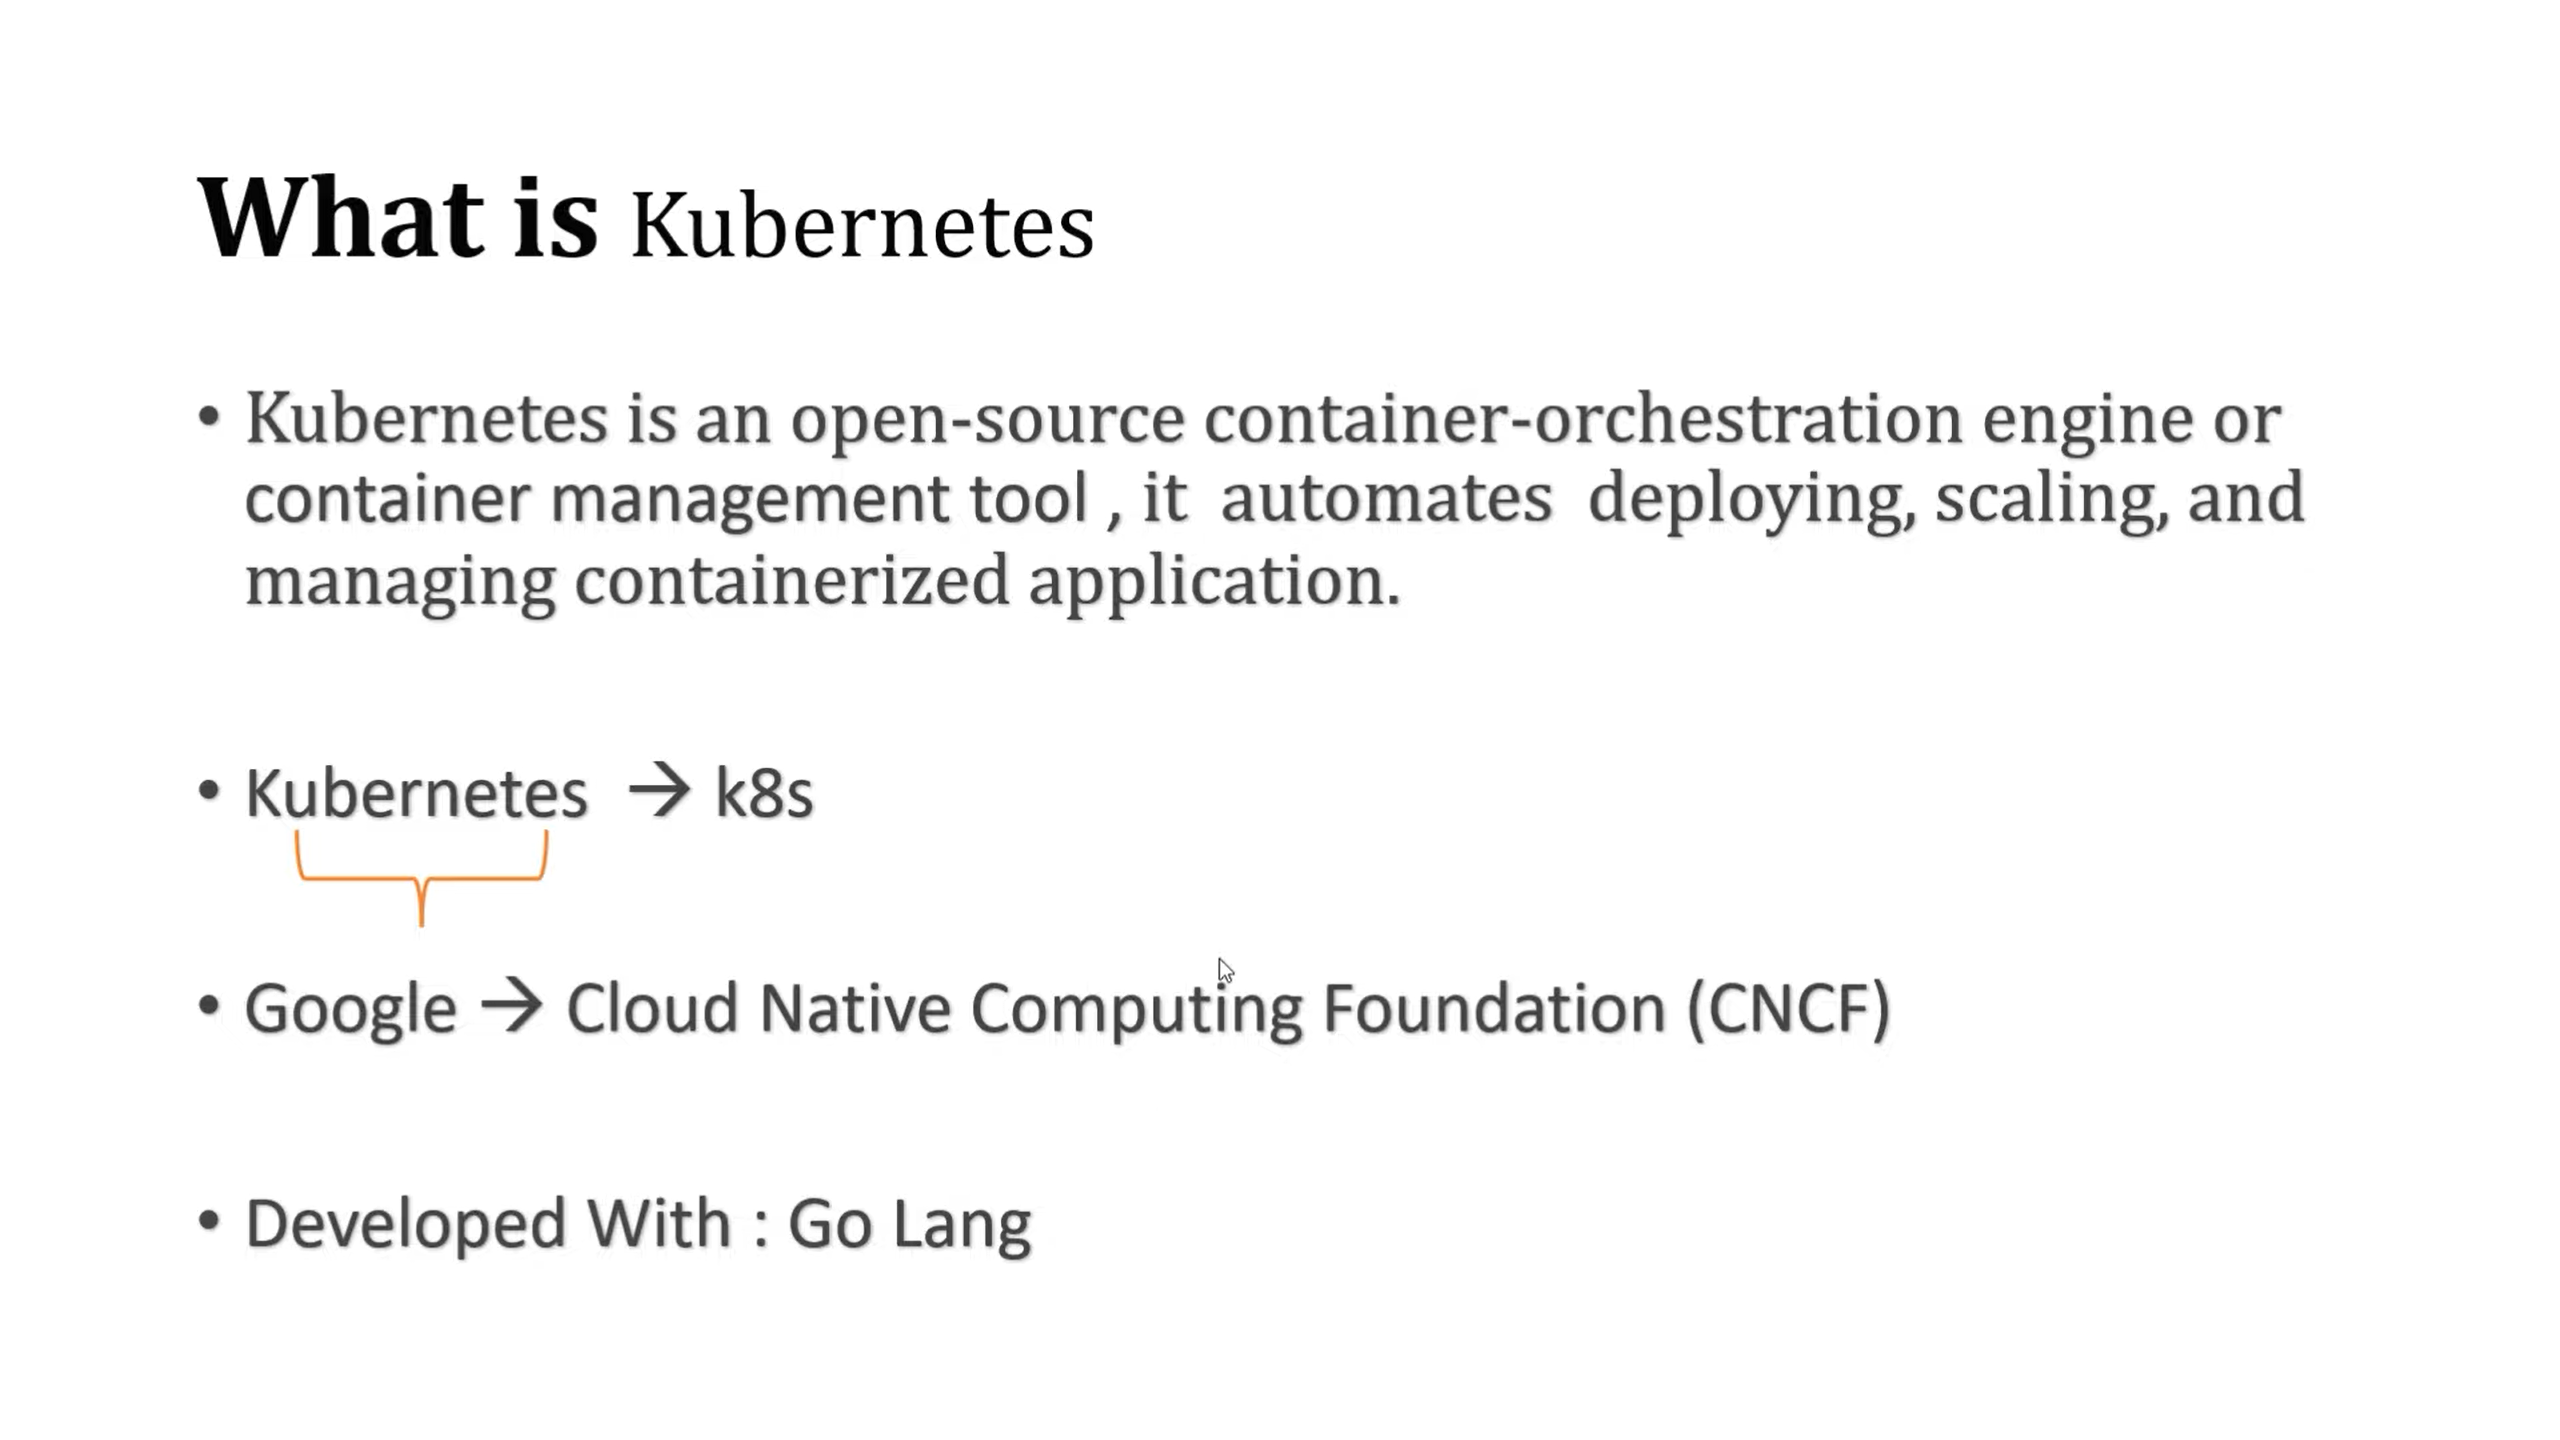 What is Kubernetes
• Kubernetes is an open-source container-orchestration engine or
container management tool , it  automates  deploying, scaling, and
managing containerized application.
• Kubernetes  → k8s
• Google → Cloud Native Computing Foundation (CNCF)
• Developed With : Go Lang